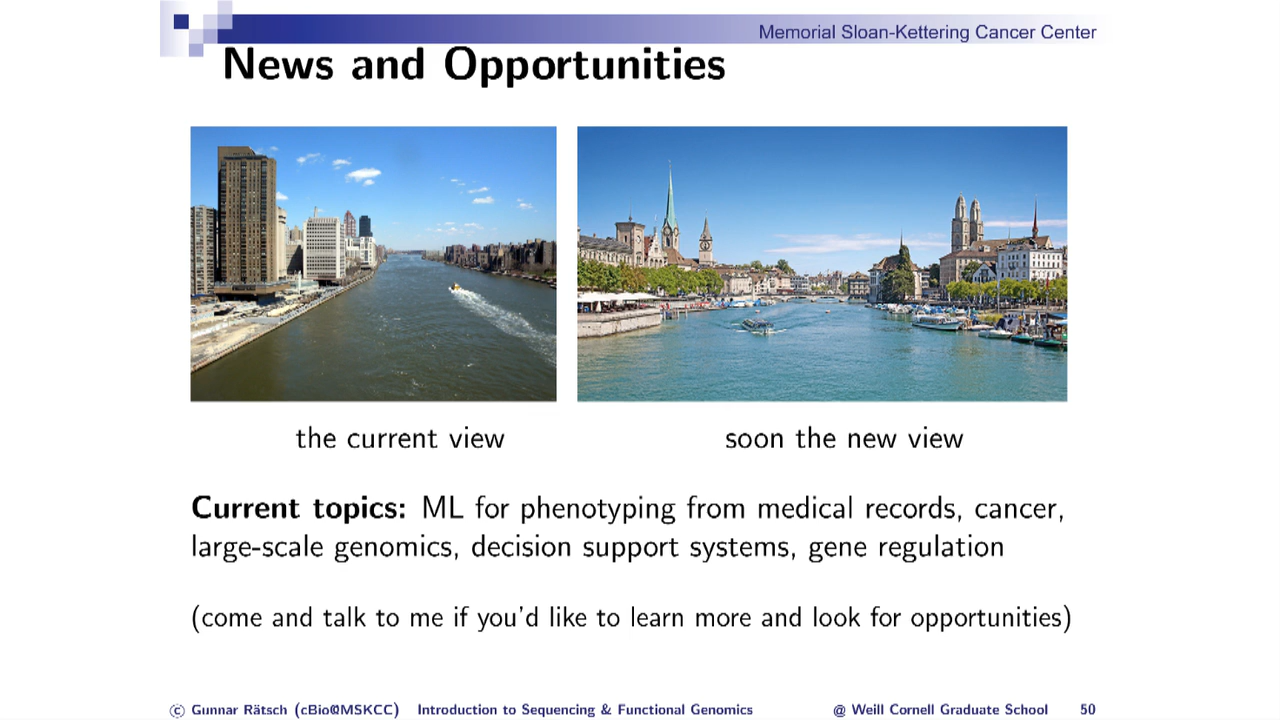 Memorial Sloan-Kettering Cancer Center
News and Opportunities
the current view
soon the new view
Current topics: ML for phenotyping from medical records, cancer,
large-scale genomics, decision support systems, gene regulation
(come and talk to me if you'd like to learn more and look for opportunities)
© Gunnar Rätsch (cBio@MSKCC) Introduction to Sequencing & Functional Genomics @ Weill Cornell Graduate School 50